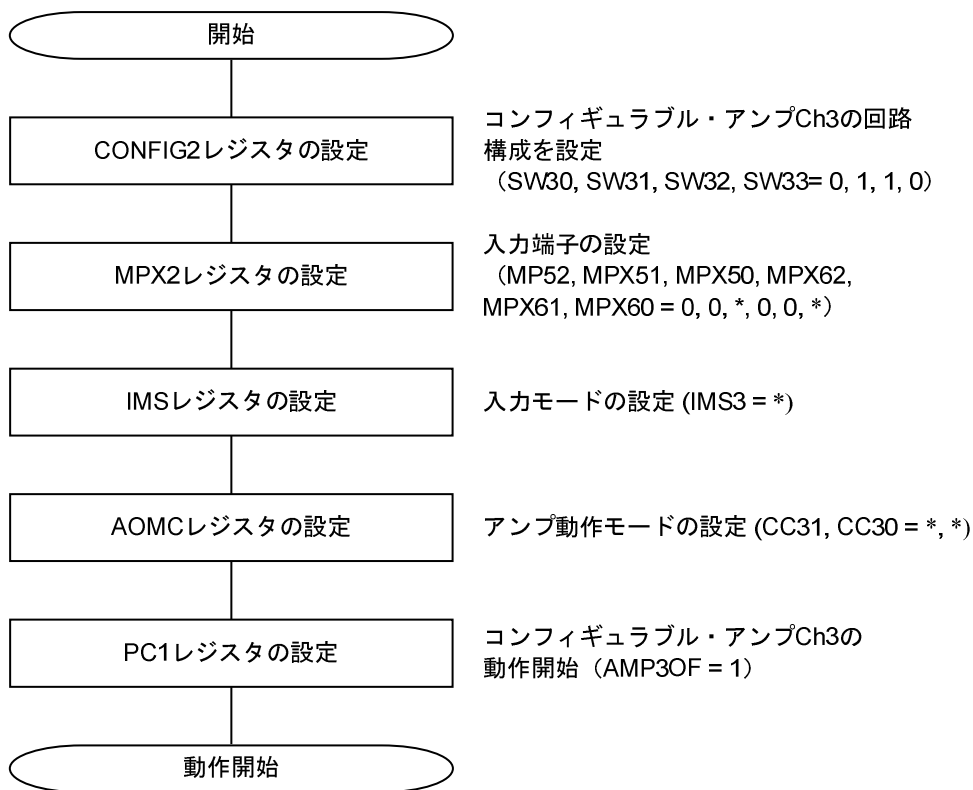 開始
CONFIG2レジスタの設定
コンフィギュラブル・アンプCh3の回路
構成を設定
(SW30, SW31, SW32, SW33= 0, 1, 1, 0)
MPX2レジスタの設定
入力端子の設定
(MP52, MPX51, MPX50, MPX62,
MPX61, MPX60 = 0, 0, *, 0, 0, *)
IMSレジスタの設定
入力モードの設定 (IMS3 = *)
AOMCレジスタの設定
アンプ動作モードの設定 (CC31, CC30 = *, *)
PC1レジスタの設定
コンフィギュラブル・アンプCh3の
動作開始(AMP3OF = 1)
動作開始